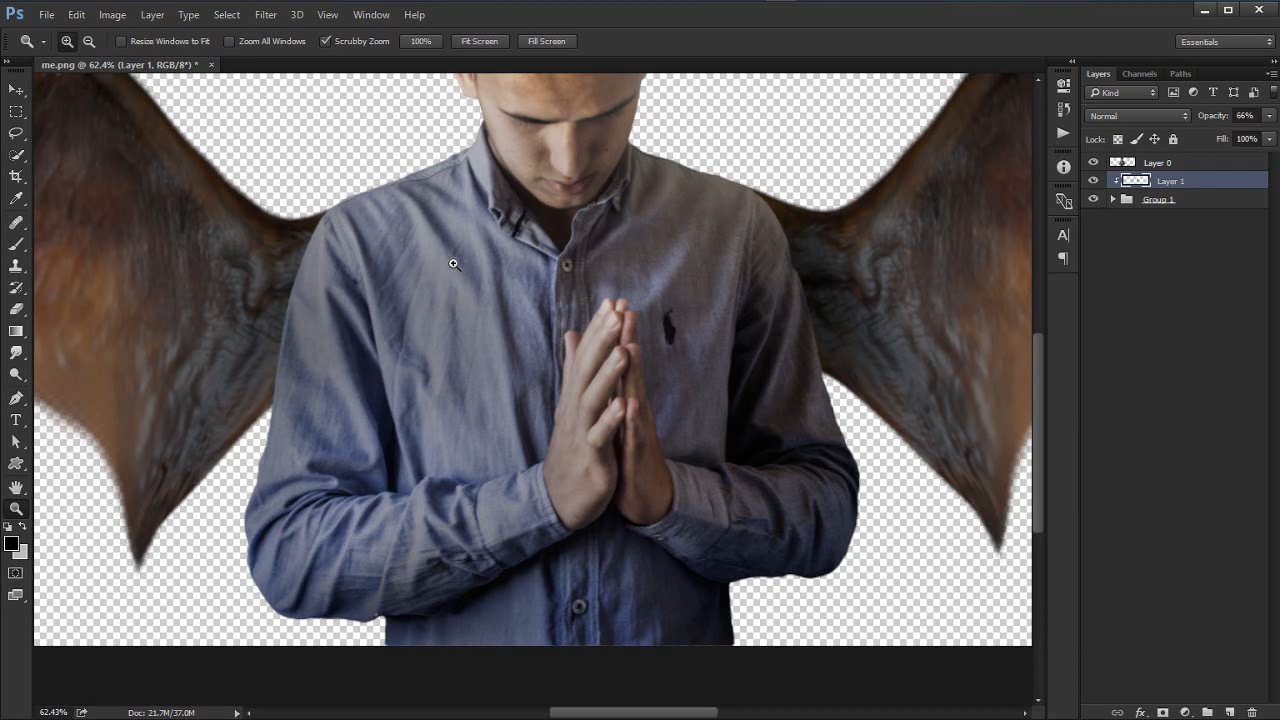 Ps File Edit Image Layer Type Select Filter 3D View Window Help
Resize Windows to Fit Zoom All Windows Scrubby Zoom 100% Fit Screen Fill Screen Essentials
me.png @ 62.4% (Layer 1, RGB/8*) * ×
Layers Channels Paths
Kind
Normal Opacity: 66%
Lock: Fill: 100%
Layer 0
Layer 1
Group 1
62.43% Doc: 21.7M/37.0M